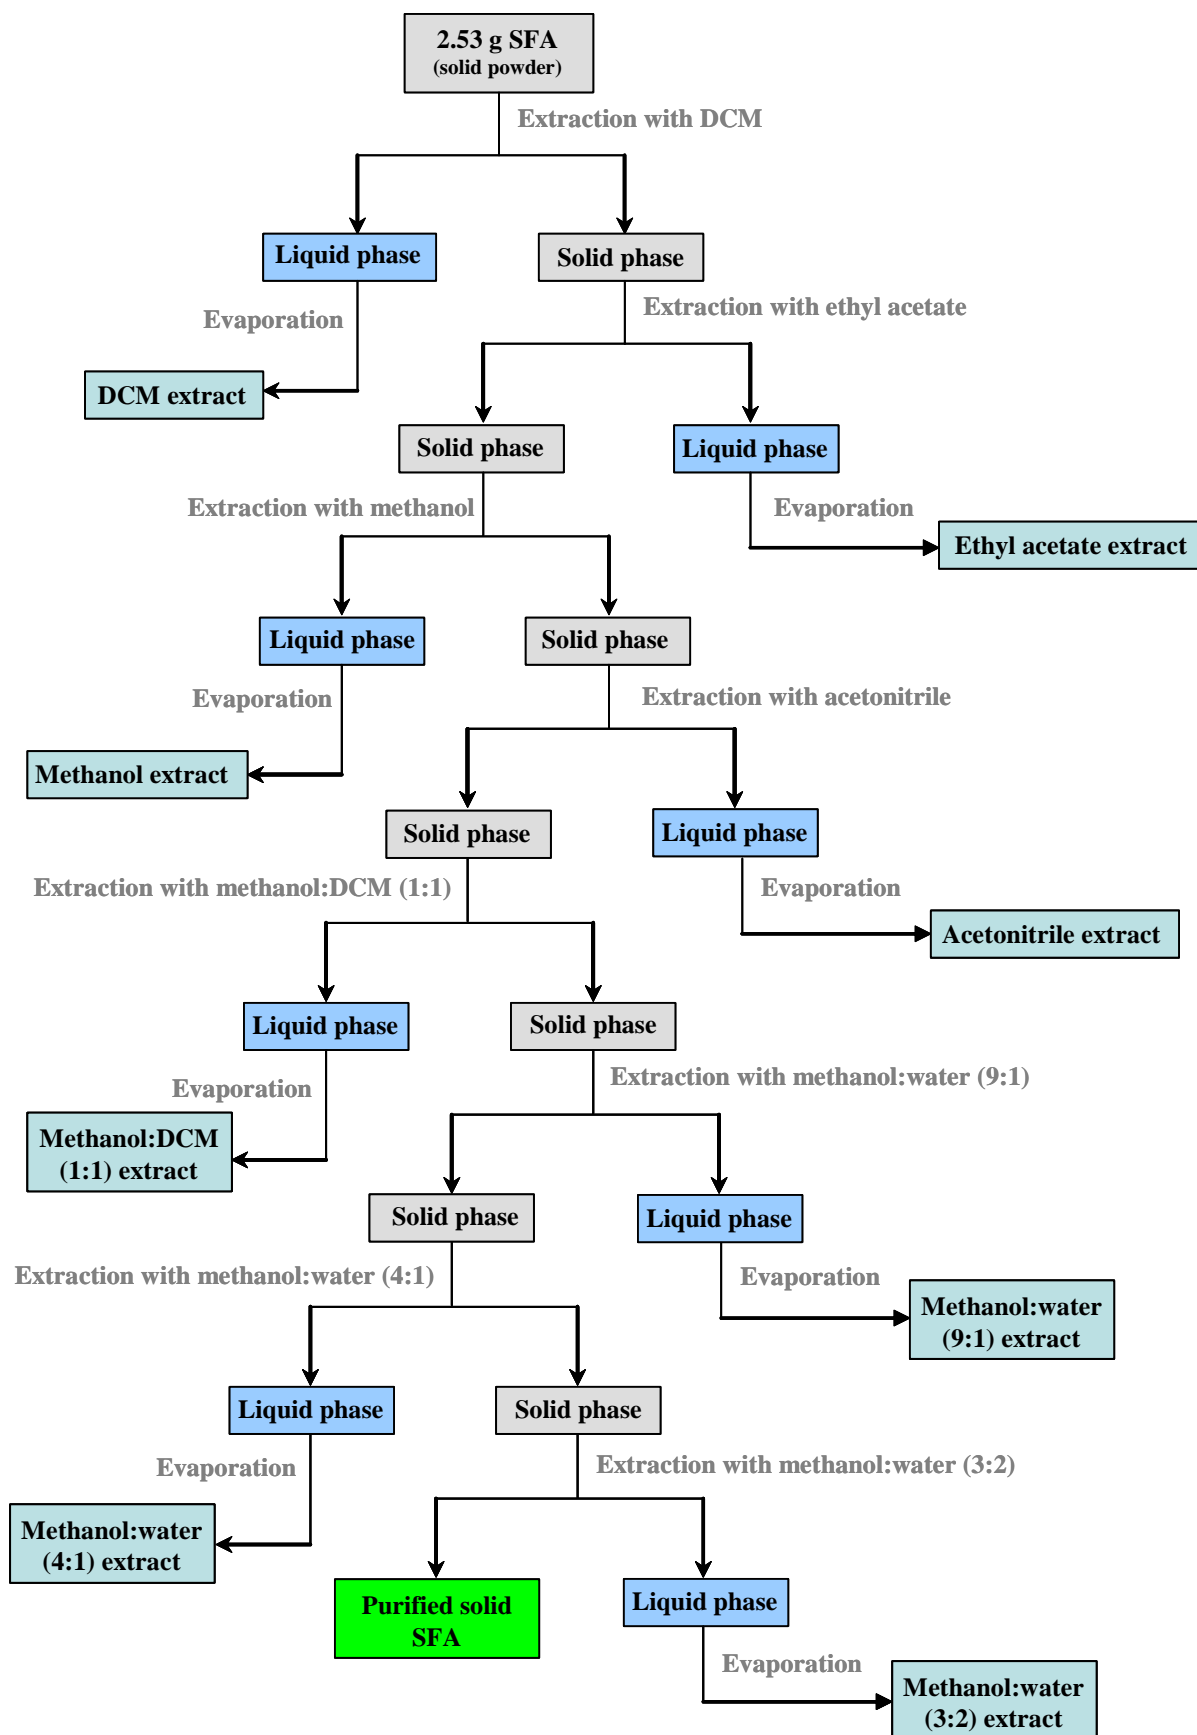 2.53 g SFA
(solid powder)
Extraction with DCM
Liquid phase
Solid phase
Evaporation
Extraction with ethyl acetate
DCM extract
Solid phase
Liquid phase
Extraction with methanol
Evaporation
Ethyl acetate extract
Liquid phase
Solid phase
Evaporation
Extraction with acetonitrile
Methanol extract
Solid phase
Liquid phase
Extraction with methanol:DCM (1:1)
Evaporation
Acetonitrile extract
Liquid phase
Solid phase
Evaporation
Extraction with methanol:water (9:1)
Methanol:DCM
(1:1) extract
Solid phase
Liquid phase
Extraction with methanol:water (4:1)
Evaporation
Methanol:water
(9:1) extract
Liquid phase
Solid phase
Evaporation
Extraction with methanol:water (3:2)
Methanol:water
(4:1) extract
Purified solid
SFA
Liquid phase
Evaporation
Methanol:water
(3:2) extract